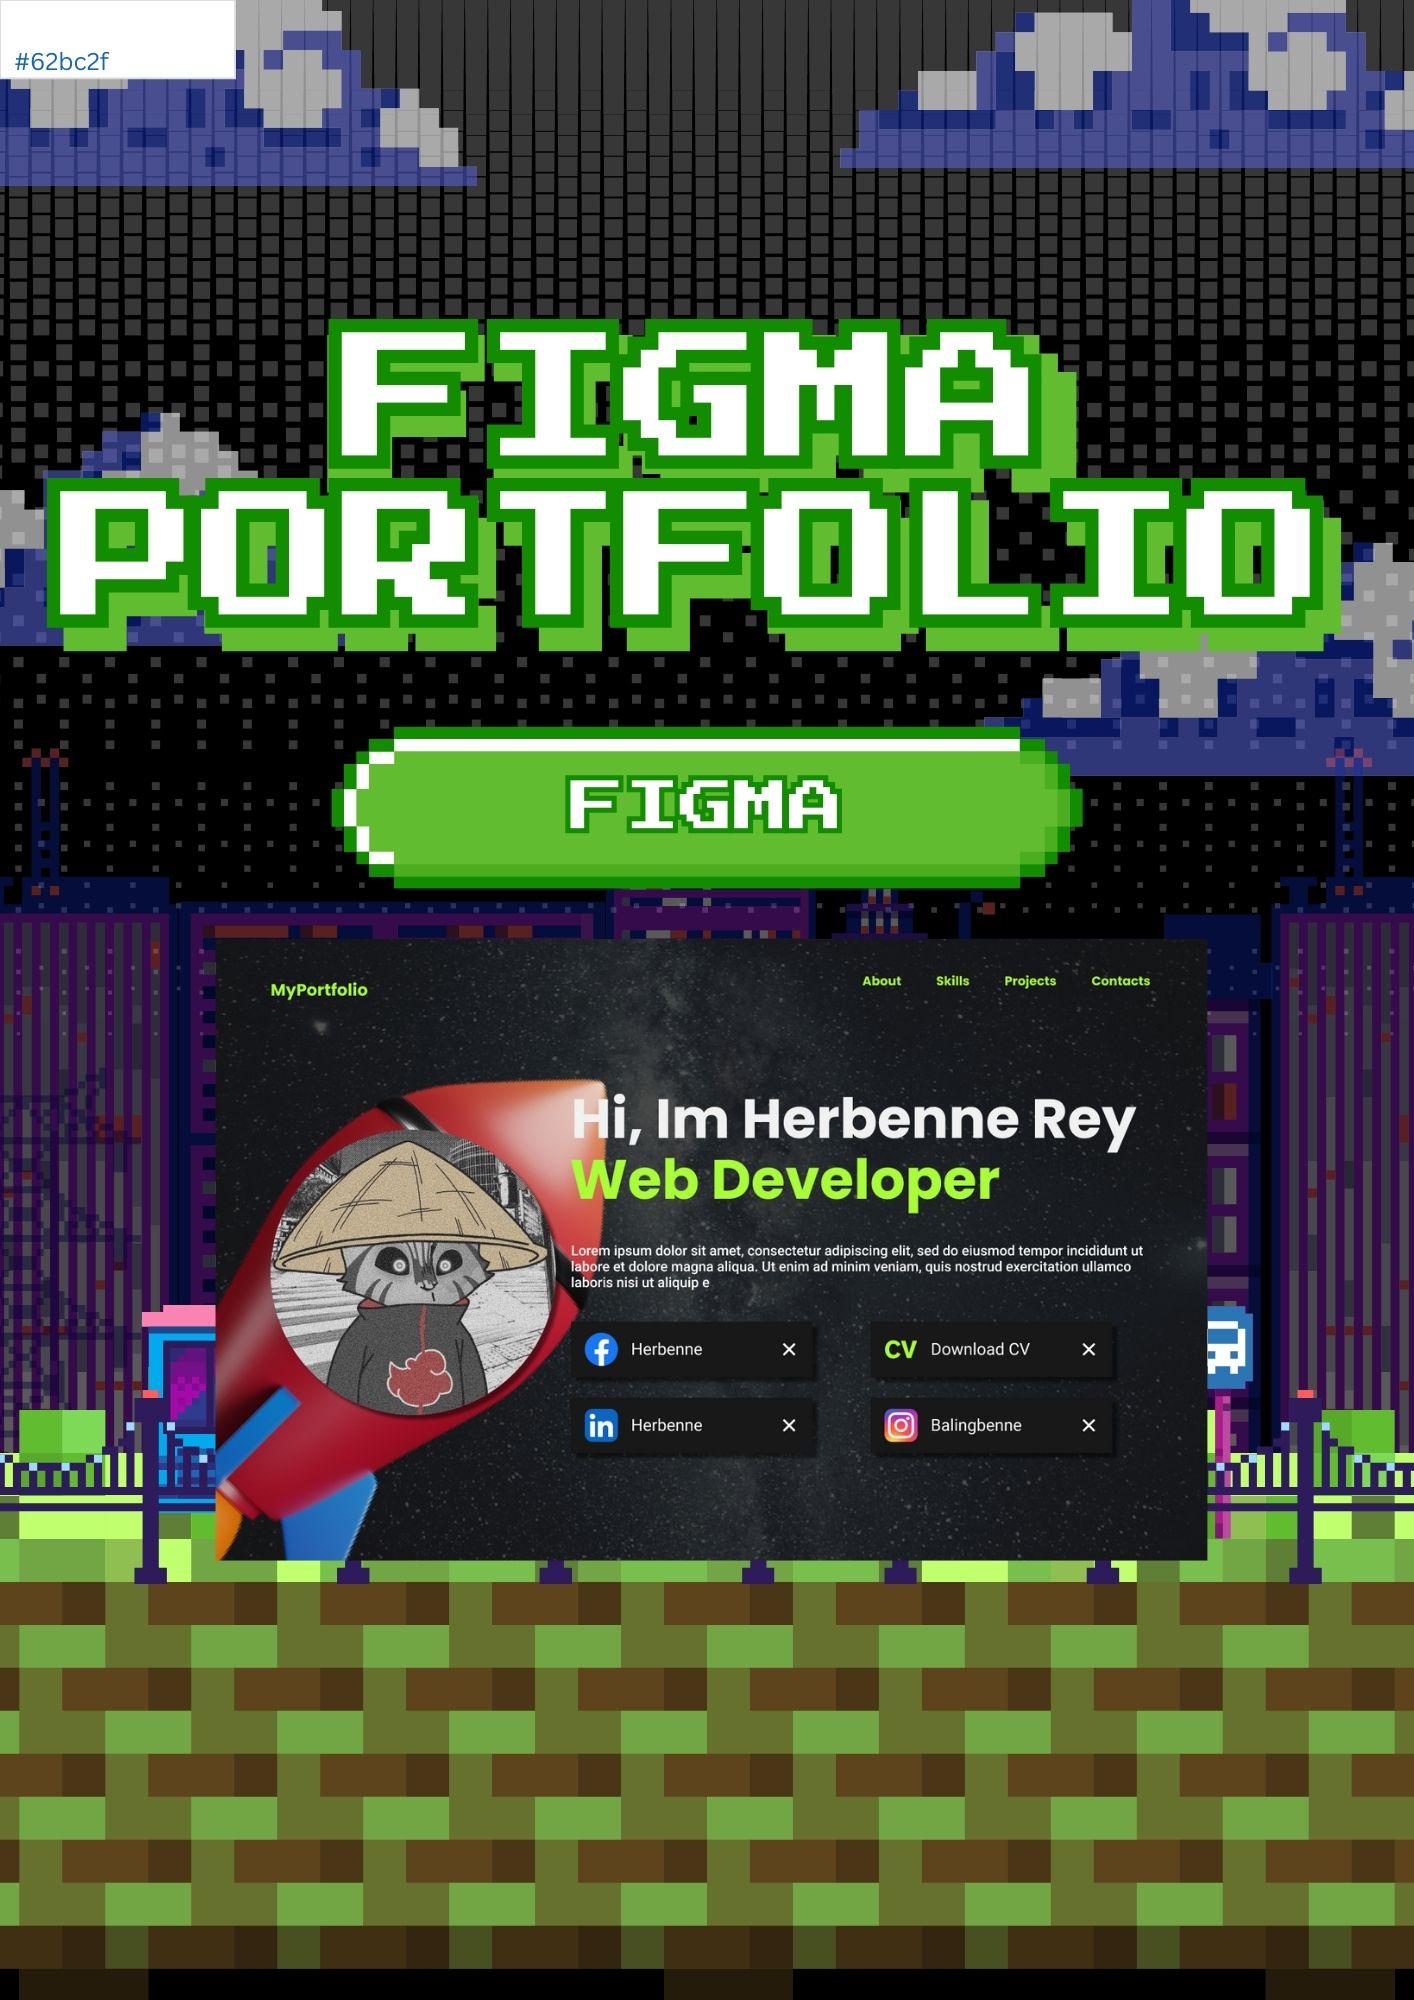 #62bc2f
FIGMA
PORTFOLIO
FIGMA
MyPortfolio
About Skills Projects Contacts
Hi, Im Herbenne Rey
Web Developer
Lorem ipsum dolor sit amet, consectetur adipiscing elit, sed do eiusmod tempor incididunt ut
labore et dolore magna aliqua. Ut enim ad minim veniam, quis nostrud exercitation ullamco
laboris nisi ut aliquip e
Herbenne
CV Download CV
in Herbenne
Balingbenne